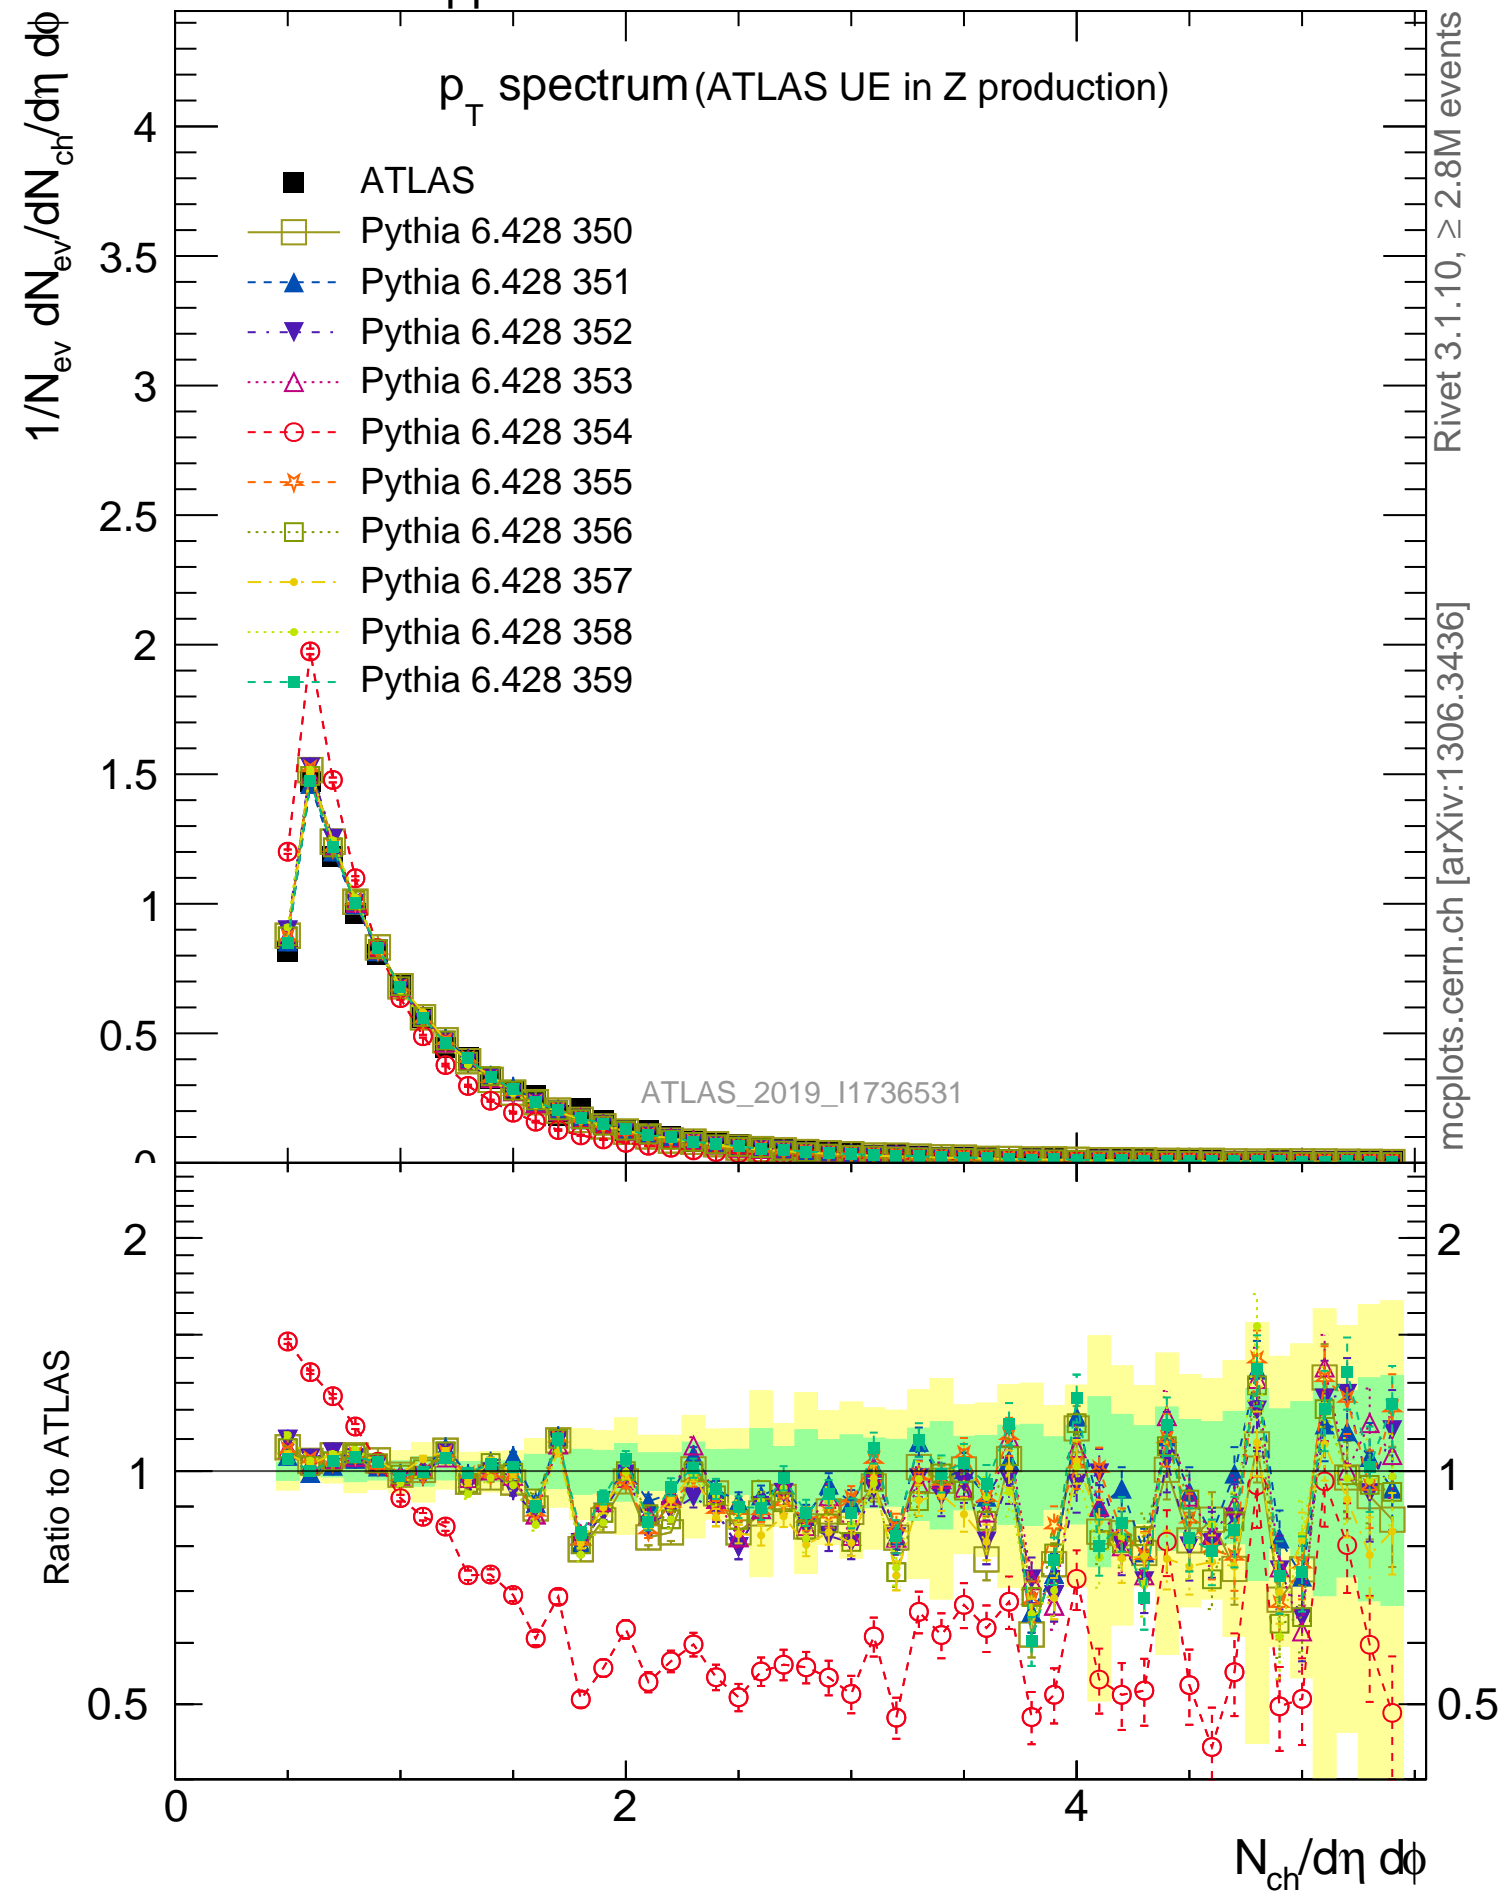 1/N_ev dN_ev/dN_ch/dη dϕ
p_T spectrum (ATLAS UE in Z production)
ATLAS
Pythia 6.428 350
Pythia 6.428 351
Pythia 6.428 352
Pythia 6.428 353
Pythia 6.428 354
Pythia 6.428 355
Pythia 6.428 356
Pythia 6.428 357
Pythia 6.428 358
Pythia 6.428 359
4
3.5
3
2.5
2
1.5
1
0.5
0
ATLAS_2019_I1736531
Rivet 3.1.10, ≥ 2.8M events
mcplots.cern.ch [arXiv:1306.3436]
Ratio to ATLAS
2
1
0.5
2
1
0.5
0
2
4
N_ch/dη dϕ